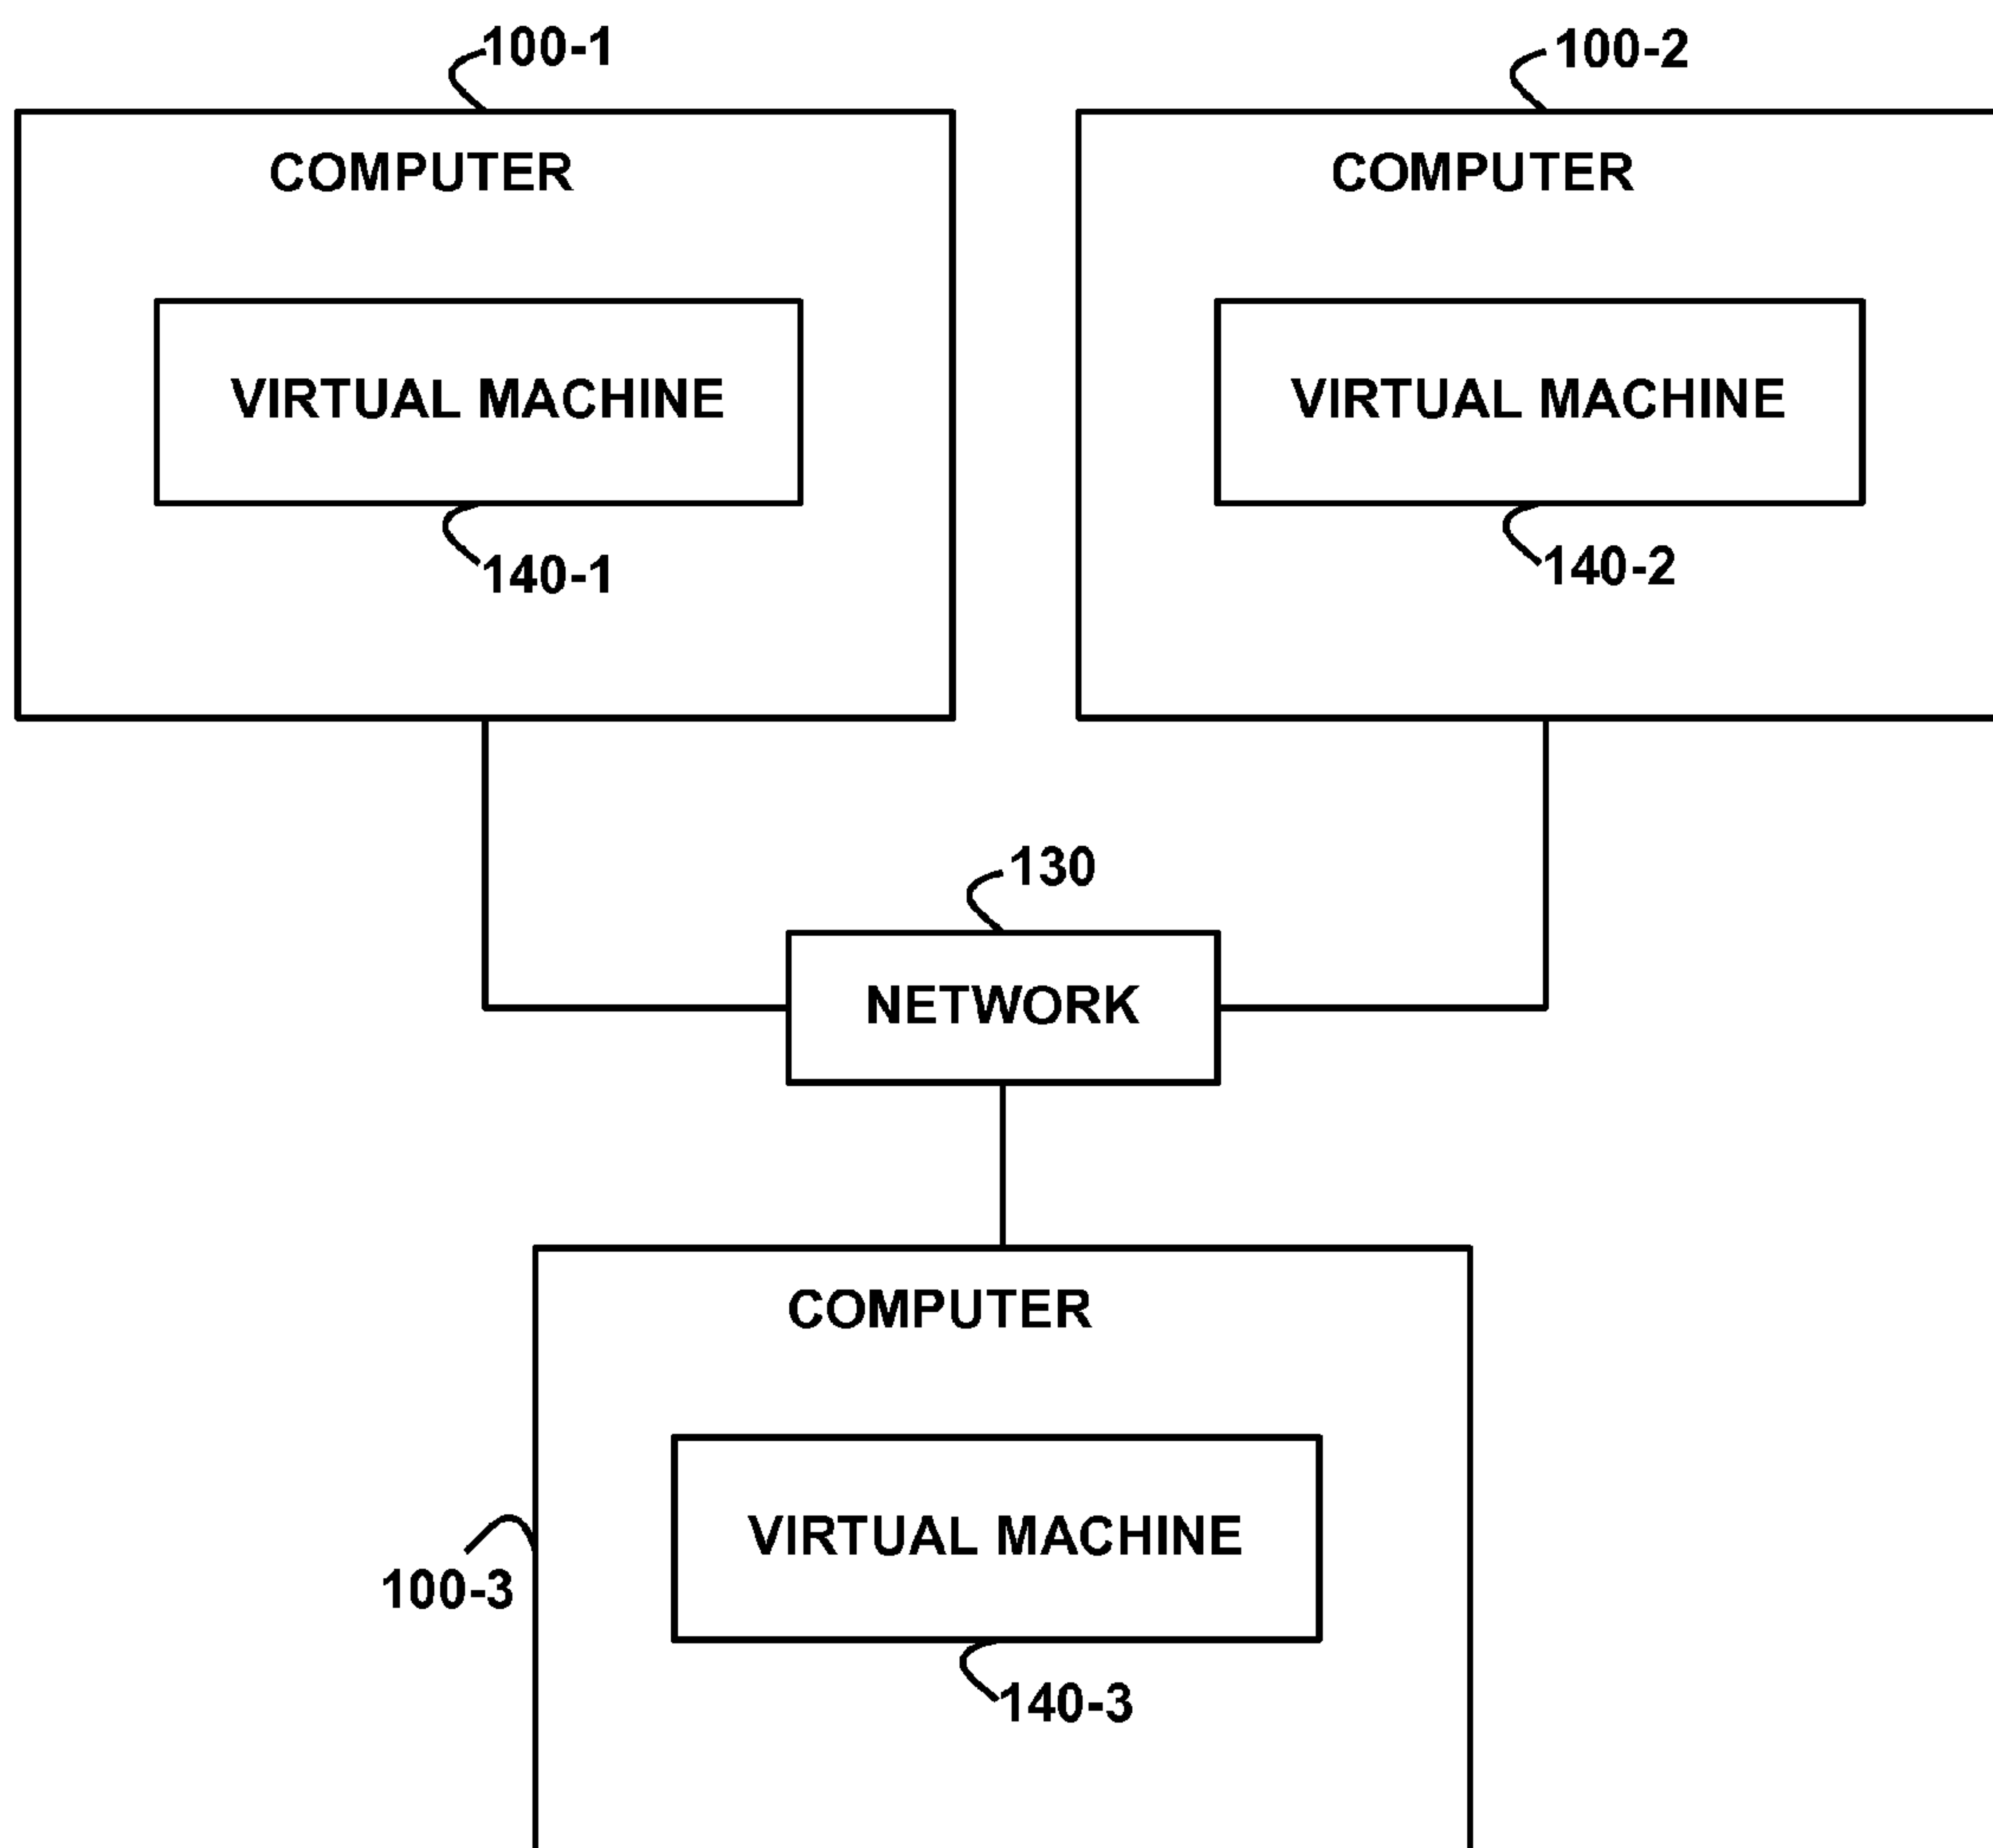 100-1
100-2
COMPUTER
COMPUTER
VIRTUAL MACHINE
VIRTUAL MACHINE
140-1
140-2
130
NETWORK
COMPUTER
VIRTUAL MACHINE
100-3
140-3